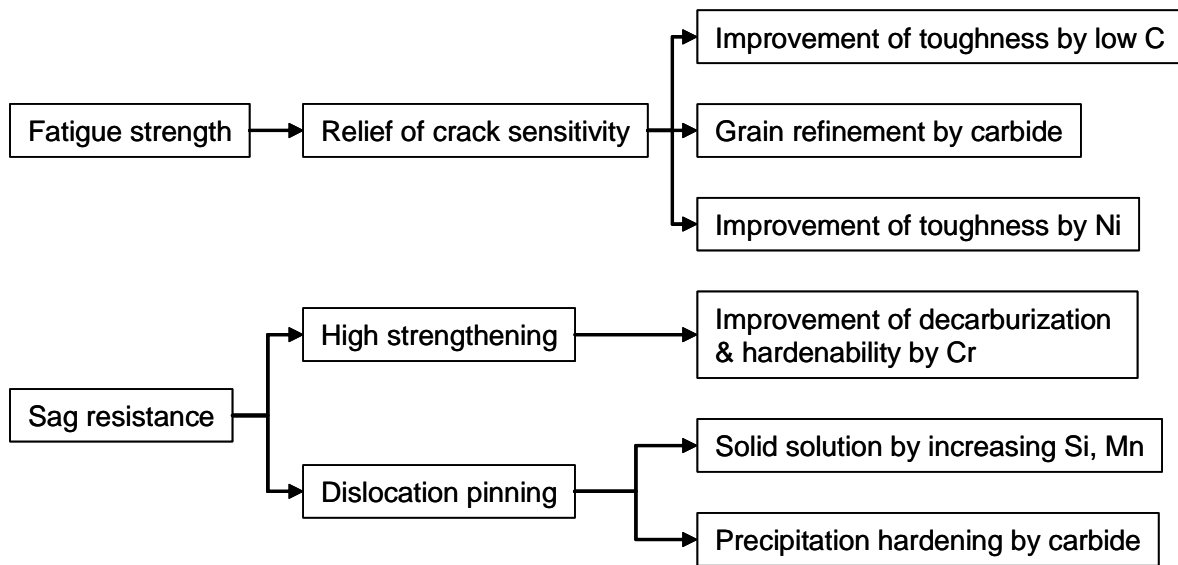 Improvement of toughness by low C
Fatigue strength
Relief of crack sensitivity
Grain refinement by carbide
Improvement of toughness by Ni
High strengthening
Improvement of decarburization
& hardenability by Cr
Sag resistance
Solid solution by increasing Si, Mn
Dislocation pinning
Precipitation hardening by carbide